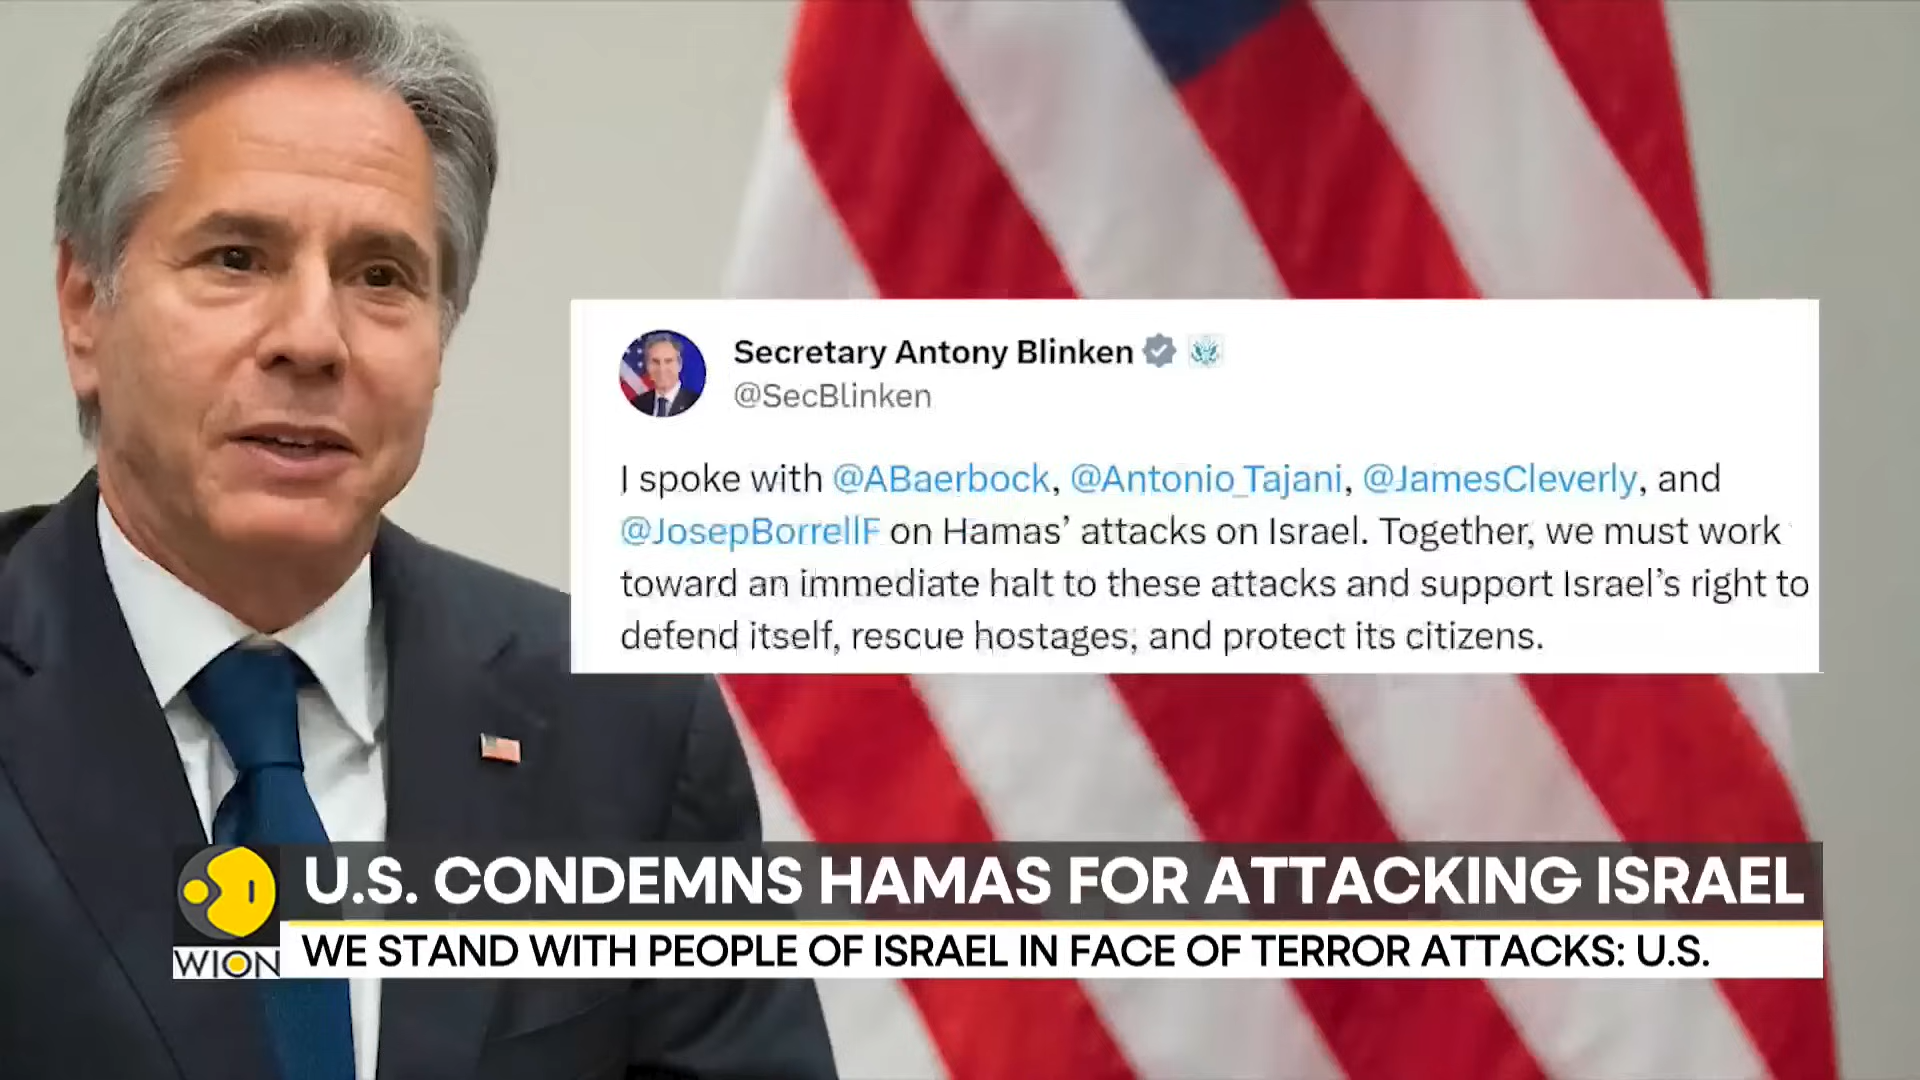 Secretary Antony Blinken
@SecBlinken
I spoke with @ABaerbock, @Antonio_Tajani, @JamesCleverly, and
@JosepBorrellF on Hamas’ attacks on Israel. Together, we must work
toward an immediate halt to these attacks and support Israel’s right to
defend itself, rescue hostages, and protect its citizens.
U.S. CONDEMNS HAMAS FOR ATTACKING ISRAEL
WE STAND WITH PEOPLE OF ISRAEL IN FACE OF TERROR ATTACKS: U.S.
WION